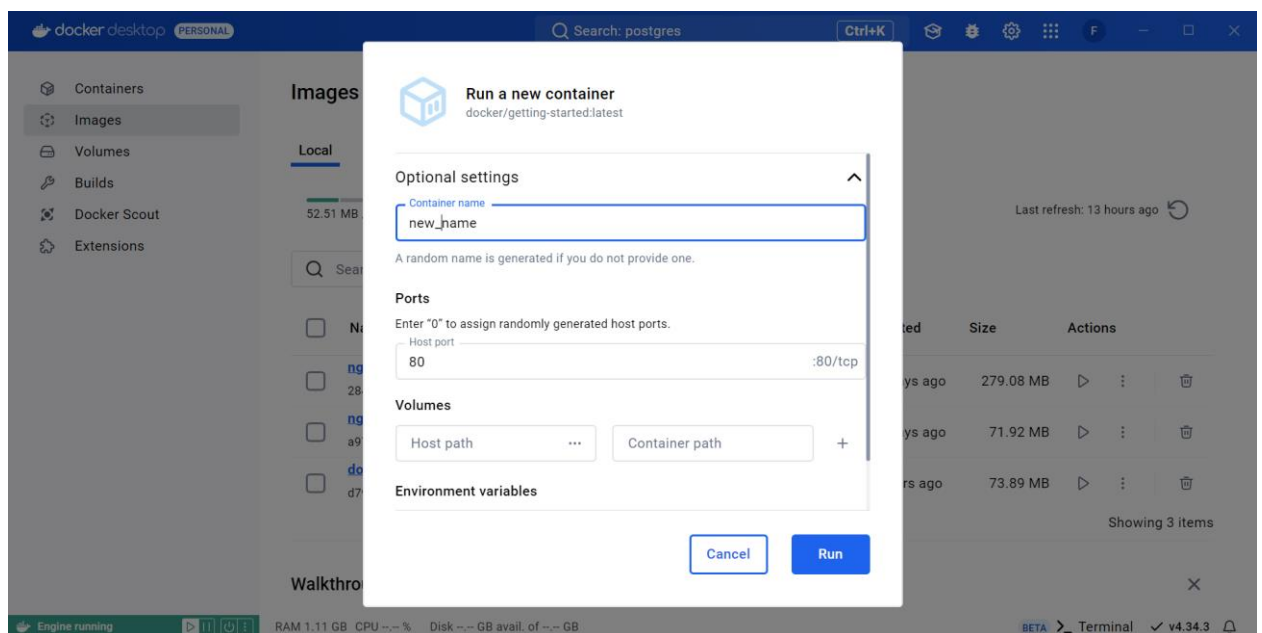 docker desktop PERSONAL Search: postgres Ctrl+K F
Containers
Images
Volumes
Builds
Docker Scout
Extensions
Images
Local
52.51 MB
Last refresh: 13 hours ago
Run a new container
docker/getting-started:latest
Optional settings
Container name
new_name
A random name is generated if you do not provide one.
Ports
Enter "0" to assign randomly generated host ports.
Host port
80 :80/tcp
Volumes
Host path ... Container path +
Environment variables
Cancel Run
Size Actions
ago 279.08 MB
ago 71.92 MB
ago 73.89 MB
Showing 3 items
Engine running RAM 1.11 GB CPU --.-- % Disk --.-- GB avail. of --.-- GB BETA Terminal v4.34.3